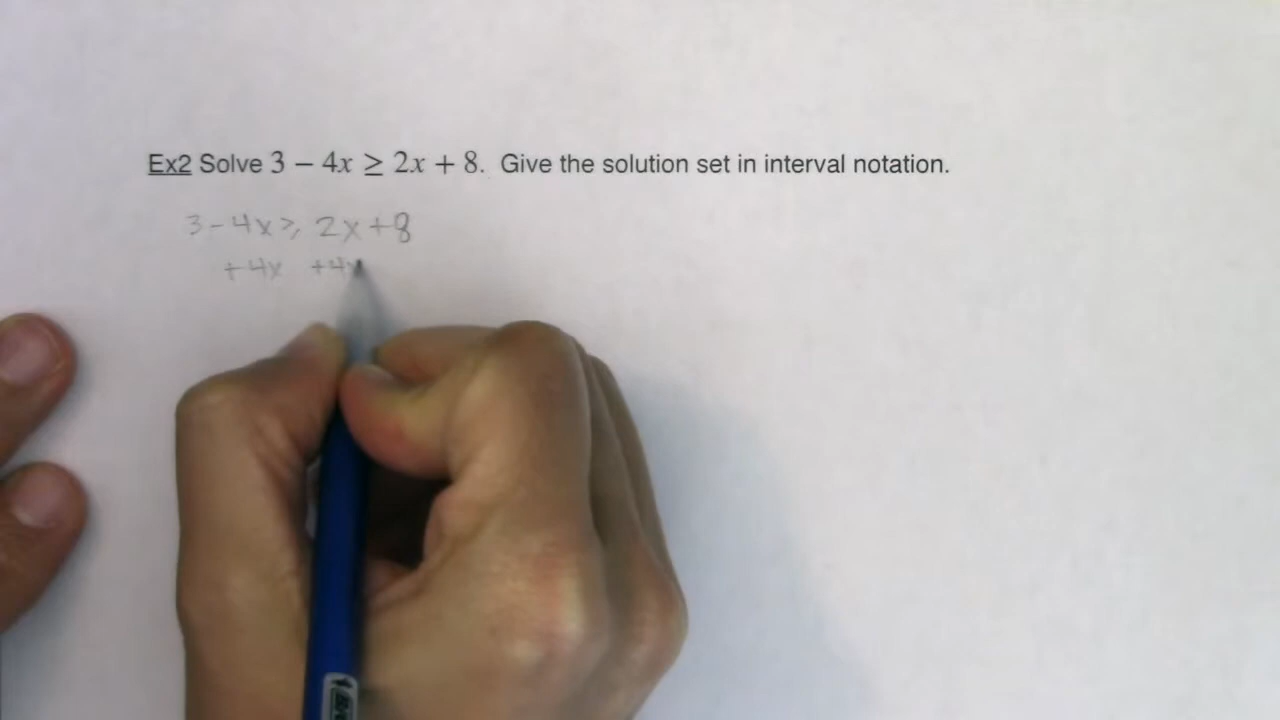 Ex2 Solve 3 − 4x ≥ 2x + 8. Give the solution set in interval notation.
3-4x ≥ 2x+8
+4x +4x